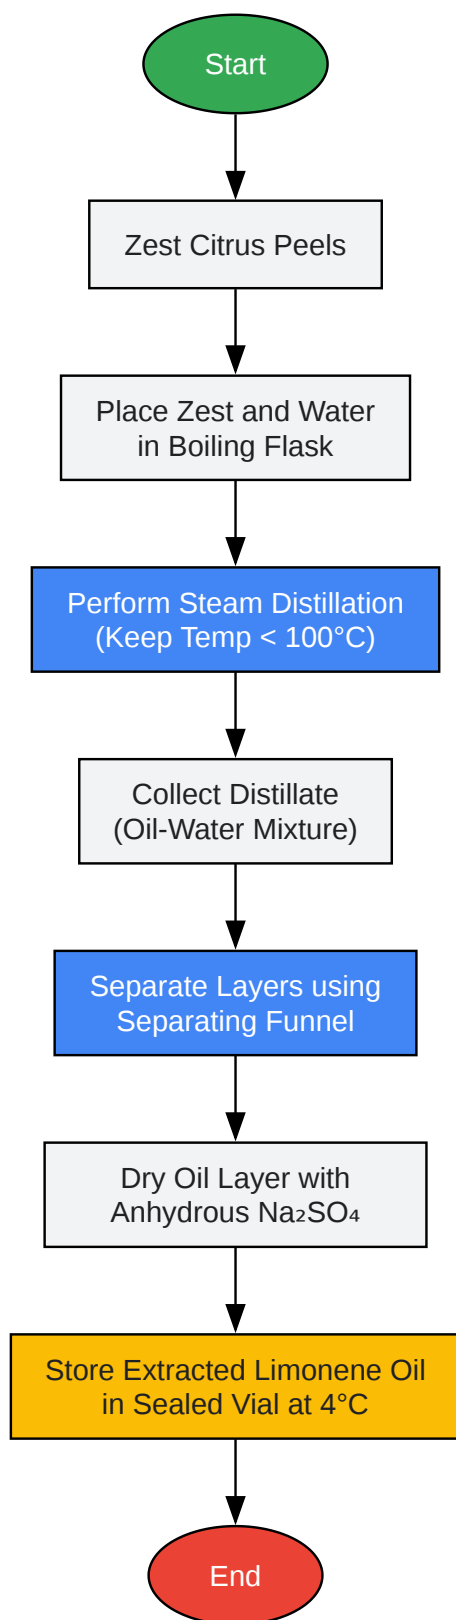 Start
Zest Citrus Peels
Place Zest and Water
in Boiling Flask
Perform Steam Distillation
(Keep Temp < 100°C)
Collect Distillate
(Oil-Water Mixture)
Separate Layers using
Separating Funnel
Dry Oil Layer with
Anhydrous Na₂SO₄
Store Extracted Limonene Oil
in Sealed Vial at 4°C
End